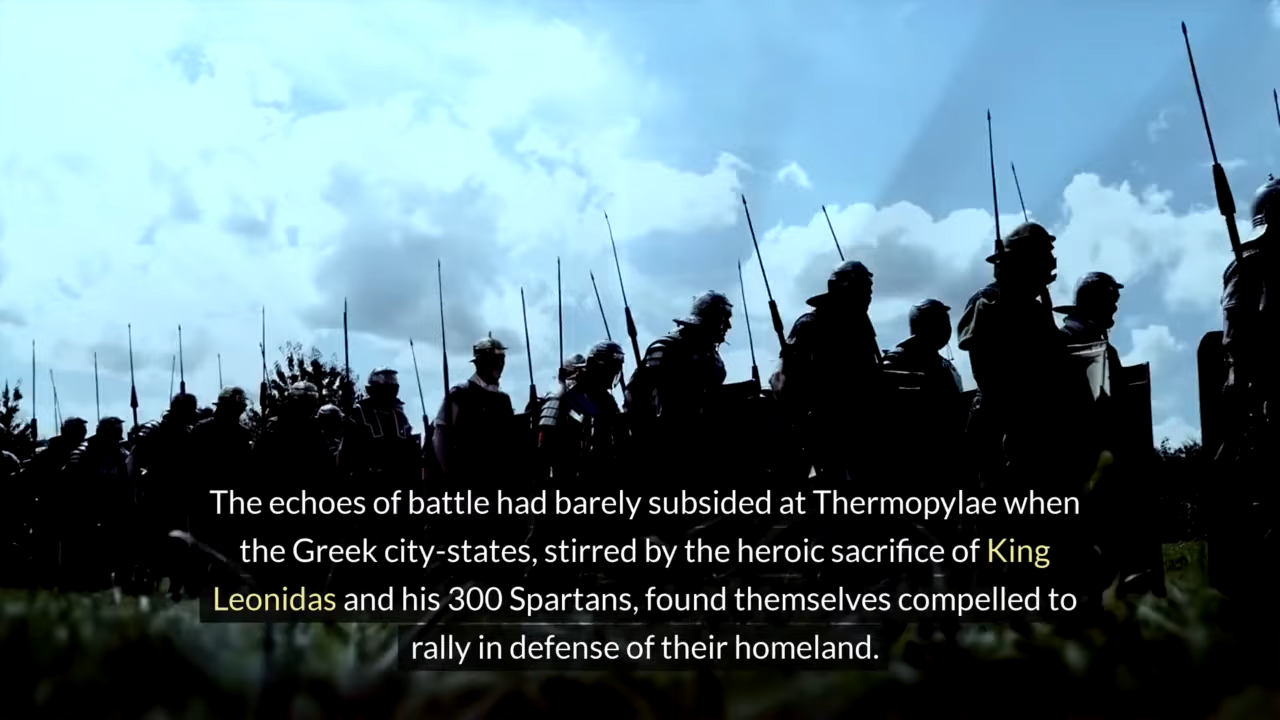 The echoes of battle had barely subsided at Thermopylae when
the Greek city-states, stirred by the heroic sacrifice of King
Leonidas and his 300 Spartans, found themselves compelled to
rally in defense of their homeland.